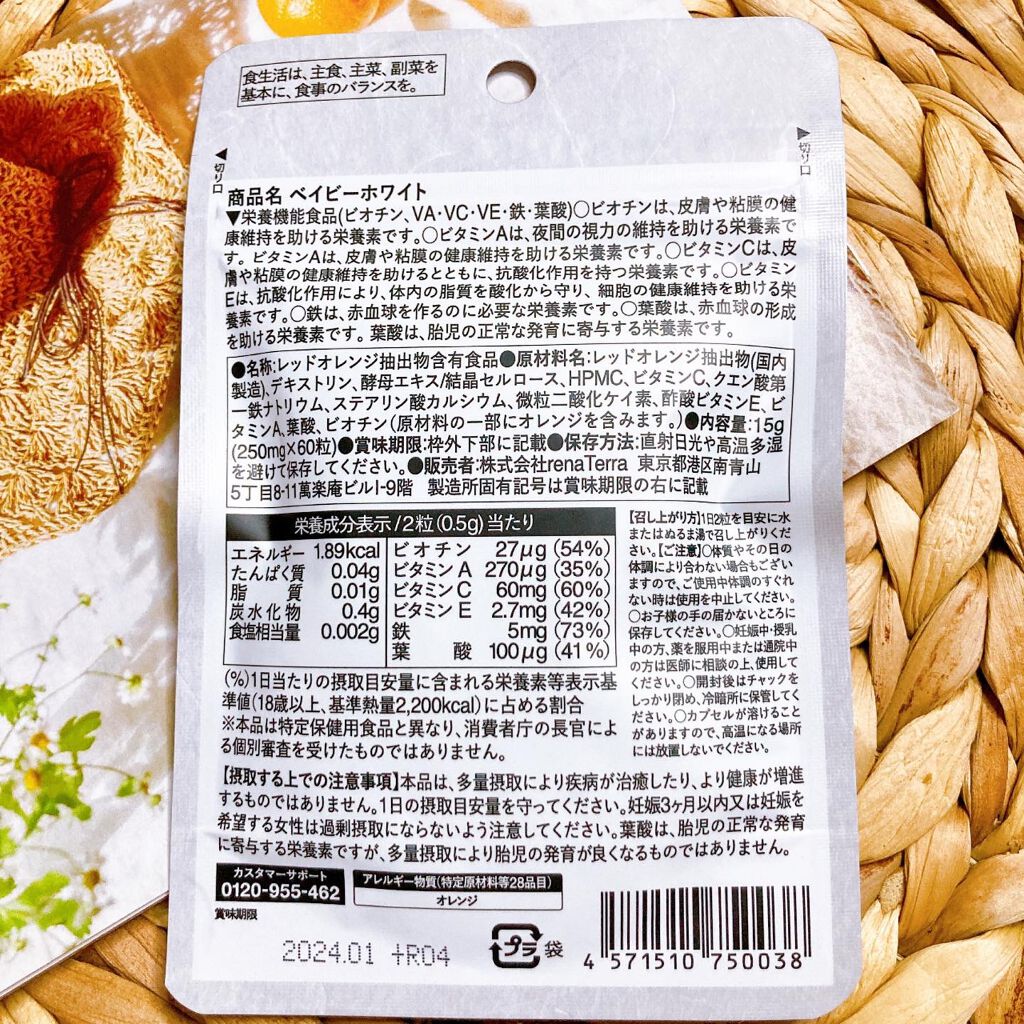 食生活は、主食、主菜、副菜を
基本に、食事のバランスを。
◀切り口
▶切り口
商品名 ベイビーホワイト
▼栄養機能食品(ビオチン、VA・VC・VE・鉄・葉酸)○ビオチンは、皮膚や粘膜の健
康維持を助ける栄養素です。○ビタミンAは、夜間の視力の維持を助ける栄養素で
す。ビタミンAは、皮膚や粘膜の健康維持を助ける栄養素です。○ビタミンCは、皮
膚や粘膜の健康維持を助けるとともに、抗酸化作用を持つ栄養素です。○ビタミン
Eは、抗酸化作用により、体内の脂質を酸化から守り、細胞の健康維持を助ける栄
養素です。○鉄は、赤血球を作るのに必要な栄養素です。○葉酸は、赤血球の形成
を助ける栄養素です。葉酸は、胎児の正常な発育に寄与する栄養素です。
●名称:レッドオレンジ抽出物含有食品●原材料名:レッドオレンジ抽出物(国内
製造)、デキストリン、酵母エキス/結晶セルロース、HPMC、ビタミンC、クエン酸第
一鉄ナトリウム、ステアリン酸カルシウム、微粒二酸化ケイ素、酢酸ビタミンE、ビ
タミンA、葉酸、ビオチン(原材料の一部にオレンジを含みます。)●内容量:15g
(250mg×60粒)●賞味期限:枠外下部に記載●保存方法:直射日光や高温多湿
を避けて保存してください。●販売者:株式会社renaTerra 東京都港区南青山
5丁目8-11萬楽庵ビルI-9階 製造所固有記号は賞味期限の右に記載
栄養成分表示/2粒(0.5g)当たり
エネルギー 1.89kcal
たんぱく質 0.04g
脂質 0.01g
炭水化物 0.4g
食塩相当量 0.002g
ビオチン 27μg (54%)
ビタミン A 270μg (35%)
ビタミン C 60mg (60%)
ビタミン E 2.7mg (42%)
鉄 5mg (73%)
葉酸 100μg (41%)
(%)1日当たりの摂取目安量に含まれる栄養素等表示基
準値(18歳以上、基準熱量2,200kcal)に占める割合
※本品は特定保健用食品と異なり、消費者庁の長官によ
る個別審査を受けたものではありません。
【召し上がり方】1日2粒を目安に水
またはぬるま湯で召し上がりくだ
さい。【ご注意】○体質やその日の
体調により合わない場合もござい
ますので、ご使用中体調のすぐれ
ない時は使用を中止してください。
○お子様の手の届かないところに
保存してください。○妊娠中・授乳
中の方、薬を服用中または通院中
の方は医師に相談の上、使用して
ください。○開封後はチャックを
しっかり閉め、冷暗所に保管してく
ださい。○カプセルが溶けること
がありますので、高温になる場所
には放置しないでください。
【摂取する上での注意事項】本品は、多量摂取により疾病が治癒したり、より健康が増進
するものではありません。1日の摂取目安量を守ってください。妊娠3ヶ月以内又は妊娠を
希望する女性は過剰摂取にならないよう注意してください。葉酸は、胎児の正常な発育
に寄与する栄養素ですが、多量摂取により胎児の発育が良くなるものではありません。
カスタマーサポート
0120-955-462
アレルギー物質(特定原材料等28品目)
オレンジ
賞味期限
2024.01 +R04
プラ 袋
4 571510 750038